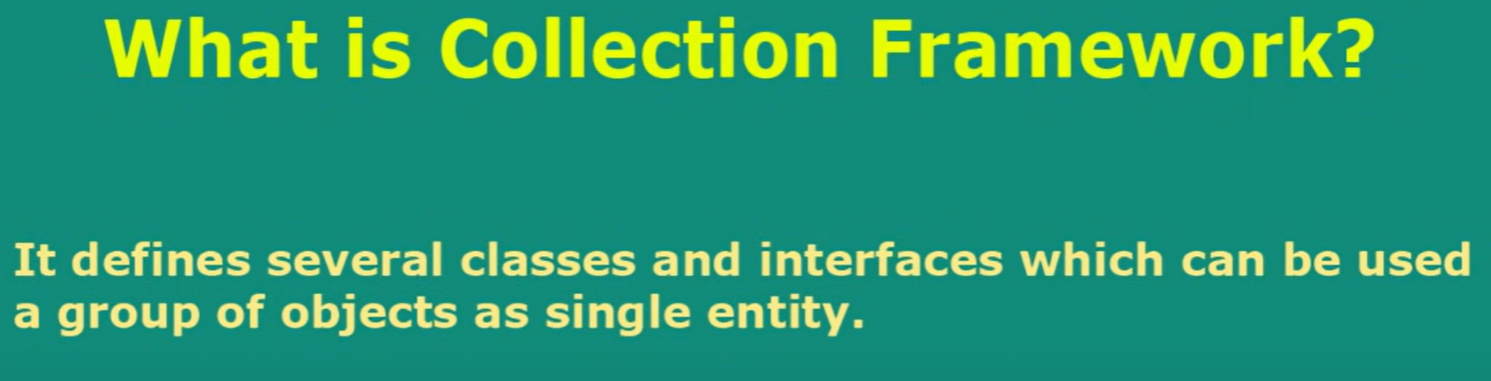 What is Collection Framework?
It defines several classes and interfaces which can be used
a group of objects as single entity.